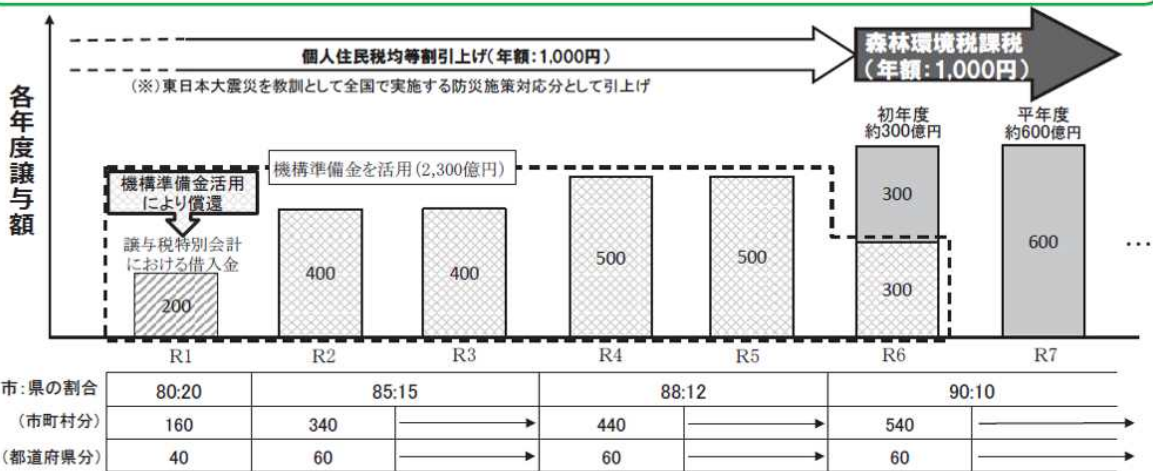 個人住民税均等割引上げ(年額:1,000円)
森林環境税課税
(年額:1,000円)
(※)東日本大震災を教訓として全国で実施する防災施策対応分として引上げ
各年度譲与額
初年度
約300億円
平年度
約600億円
機構準備金を活用(2,300億円)
機構準備金活用
により償還
譲与税特別会計
における借入金
200
400
400
500
500
300
300
600
…
R1 R2 R3 R4 R5 R6 R7
市:県の割合 80:20 85:15 88:12 90:10
(市町村分) 160 340 440 540
(都道府県分) 40 60 60 60